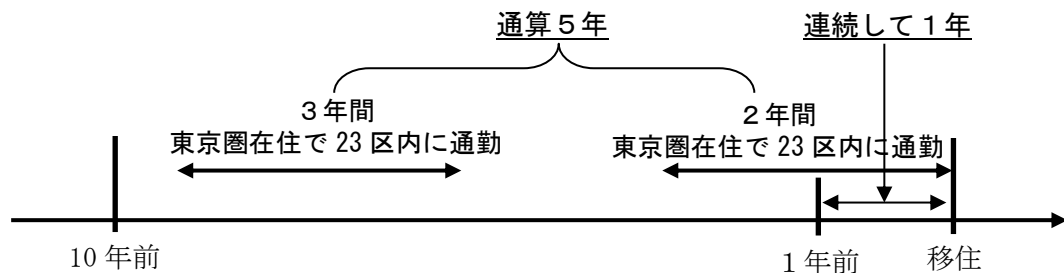 通算５年
連続して１年
３年間
東京圏在住で 23 区内に通勤
２年間
東京圏在住で 23 区内に通勤
10 年前
１年前
移住